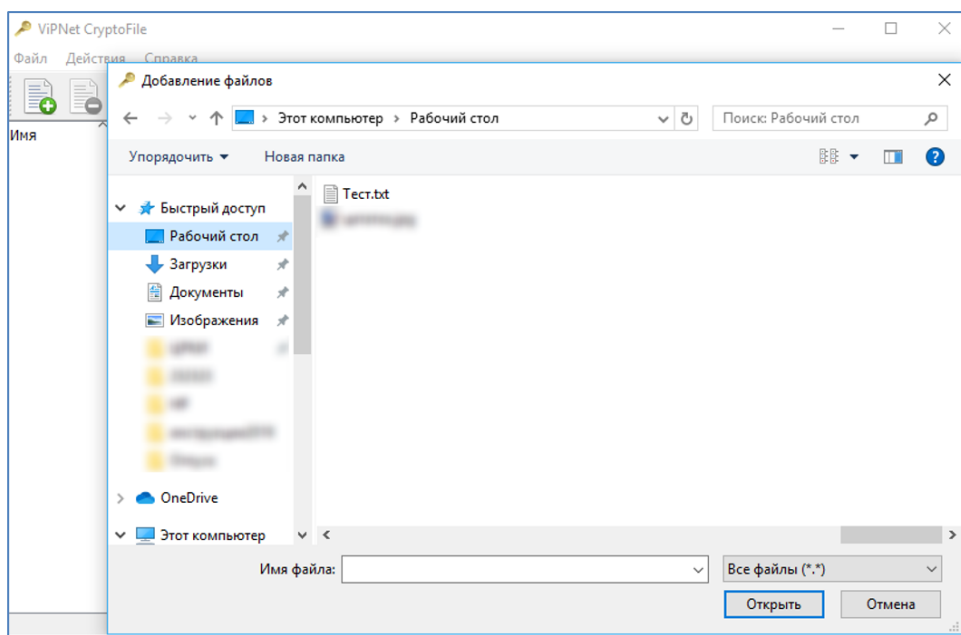 ViPNet CryptoFile
Файл Действия Справка
Добавление файлов
Этот компьютер › Рабочий стол
Поиск: Рабочий стол
Упорядочить
Новая папка
Имя
Быстрый доступ
Рабочий стол
Загрузки
Документы
Изображения
OneDrive
Этот компьютер
Тест.txt
Имя файла:
Все файлы (*.*)
Открыть
Отмена